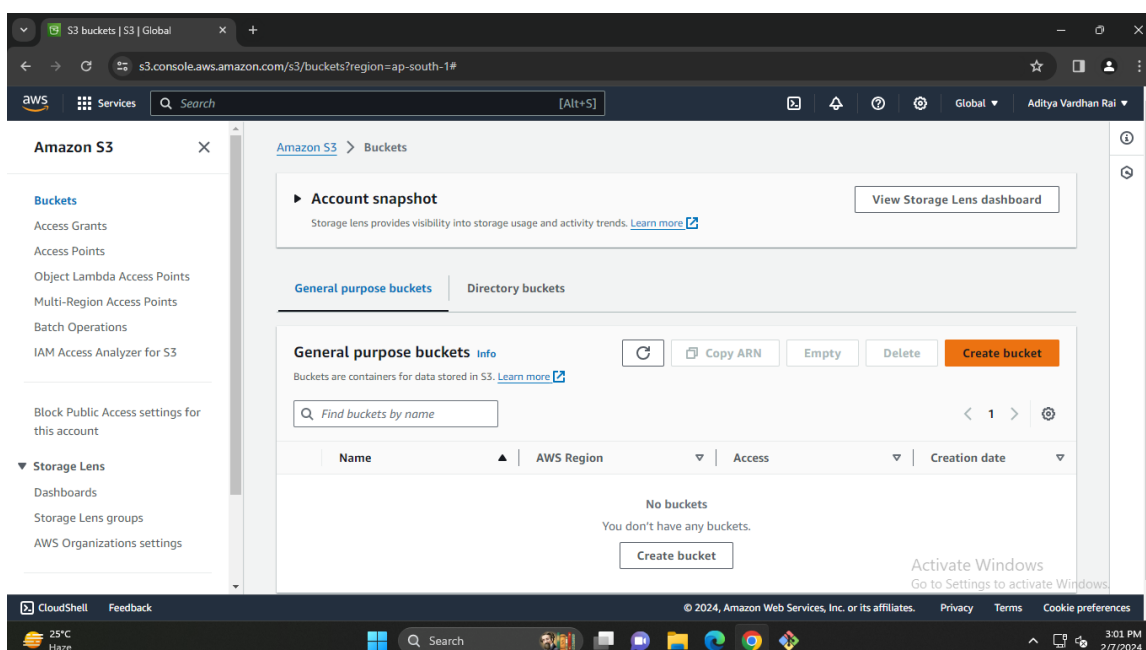 S3 buckets | S3 | Global
s3.console.aws.amazon.com/s3/buckets?region=ap-south-1#
aws Services Search [Alt+S] Global Aditya Vardhan Rai
Amazon S3
Buckets
Access Grants
Access Points
Object Lambda Access Points
Multi-Region Access Points
Batch Operations
IAM Access Analyzer for S3
Block Public Access settings for
this account
Storage Lens
Dashboards
Storage Lens groups
AWS Organizations settings
Amazon S3 > Buckets
Account snapshot
View Storage Lens dashboard
Storage lens provides visibility into storage usage and activity trends. Learn more
General purpose buckets Directory buckets
General purpose buckets Info
Copy ARN Empty Delete Create bucket
Buckets are containers for data stored in S3. Learn more
Find buckets by name
1
Name AWS Region Access Creation date
No buckets
You don't have any buckets.
Create bucket
Activate Windows
Go to Settings to activate Windows.
CloudShell Feedback © 2024, Amazon Web Services, Inc. or its affiliates. Privacy Terms Cookie preferences
25°C
Haze
Search
3:01 PM
2/7/2024